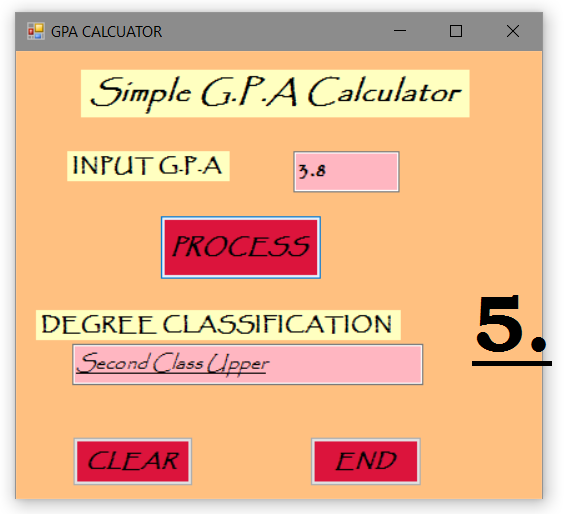 GPA CALCUATOR
Simple G.P.A Calculator
INPUT G.P.A
3.8
PROCESS
DEGREE CLASSIFICATION
5.
Second Class Upper
CLEAR
END